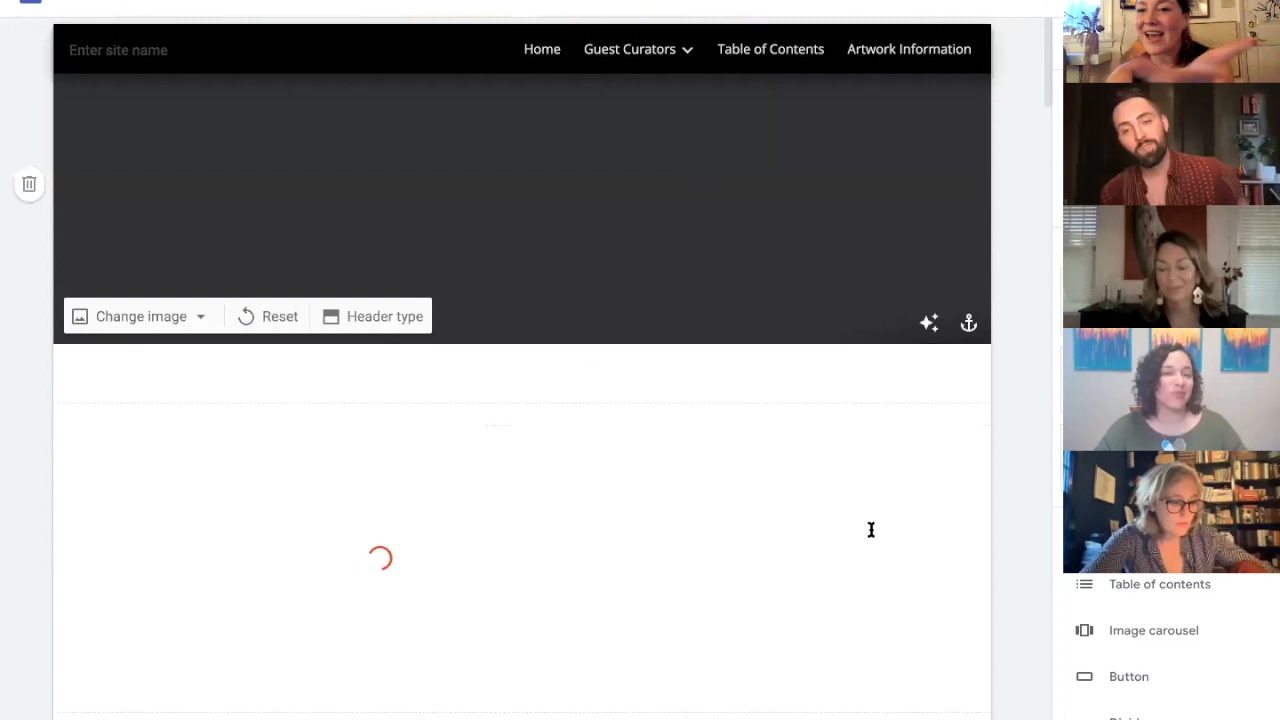 Enter site name
Home
Guest Curators
Table of Contents
Artwork Information
Change image
Reset
Header type
Table of contents
Image carousel
Button